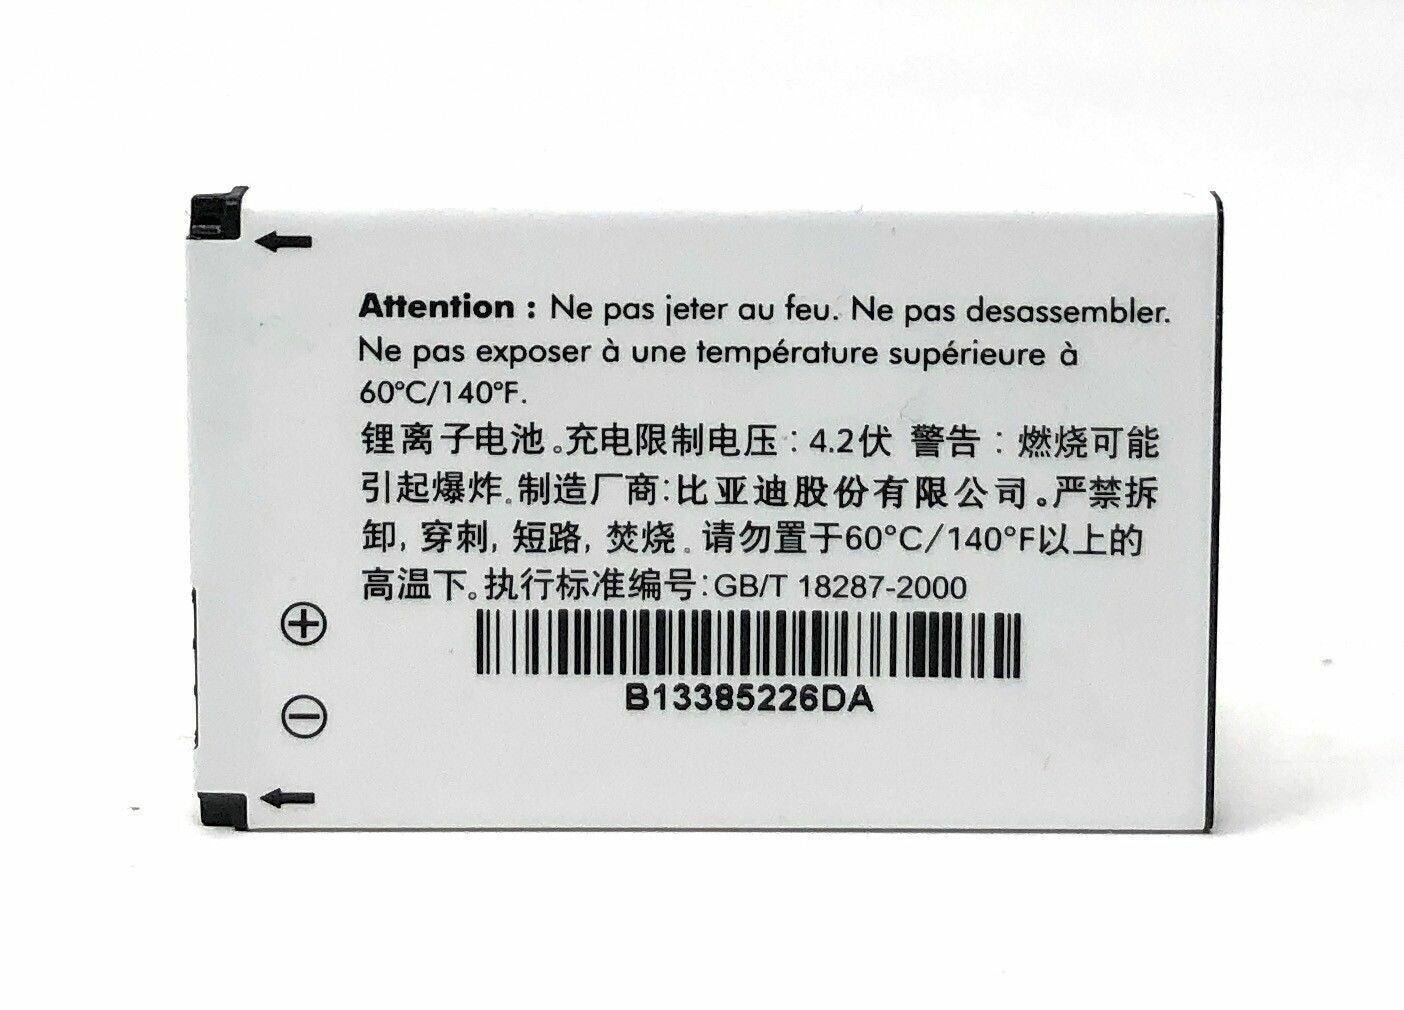 Attention : Ne pas jeter au feu. Ne pas desassembler.
Ne pas exposer à une température supérieure à
60°C/140°F.
锂离子电池。充电限制电压：4.2伏 警告：燃烧可能
引起爆炸。制造厂商:比亚迪股份有限公司。严禁拆
卸, 穿刺, 短路, 焚烧。请勿置于60°C/140°F以上的
高温下。执行标准编号:GB/T 18287-2000
B13385226DA